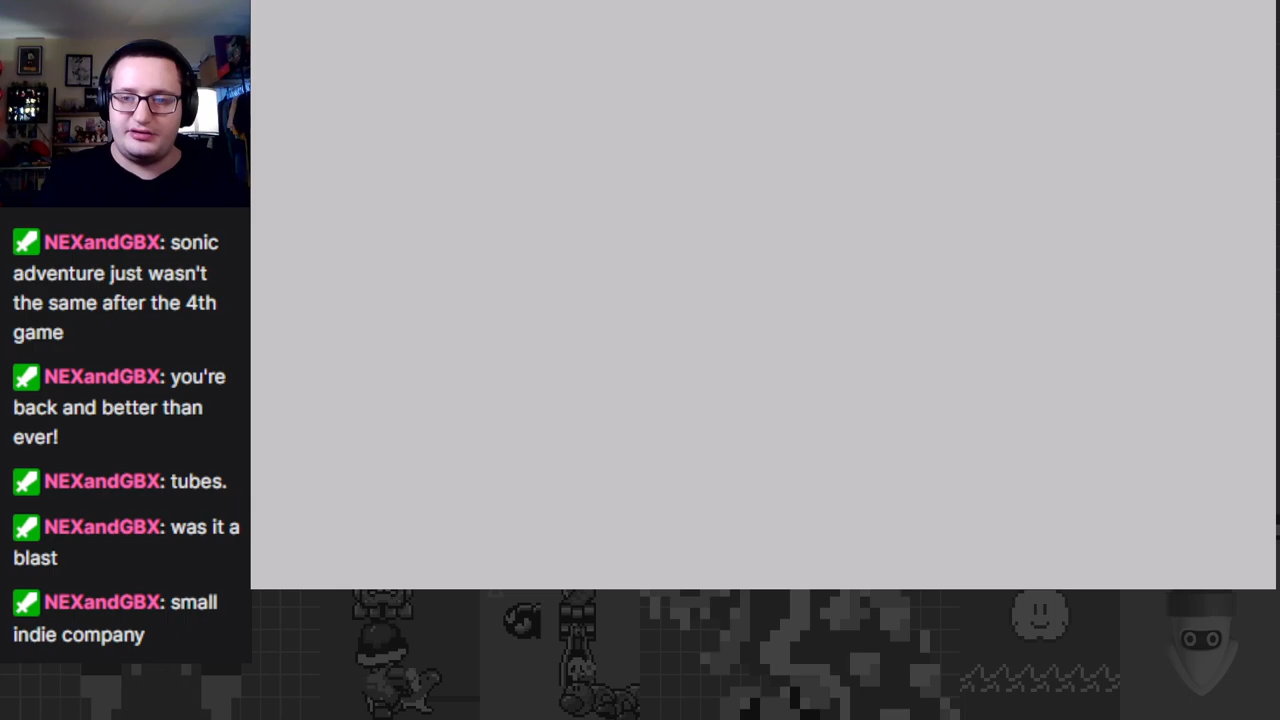 NEXandGBX: sonic
adventure just wasn't
the same after the 4th
game
NEXandGBX: you're
back and better than
ever!
NEXandGBX: tubes.
NEXandGBX: was it a
blast
NEXandGBX: small
indie company